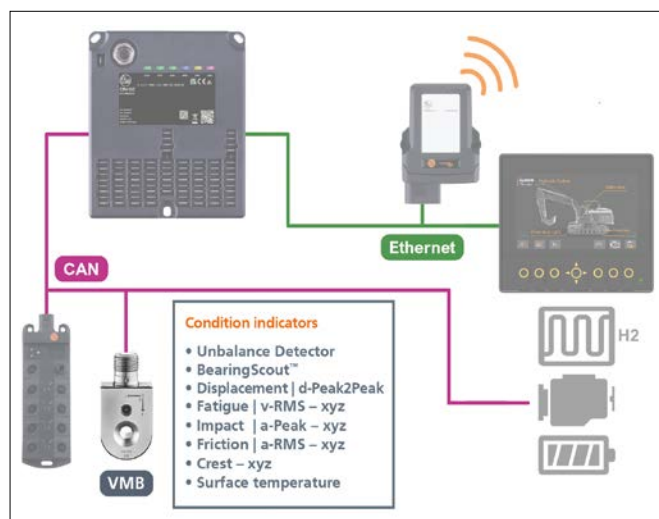 Ethernet
CAN
H2
VMB
Condition indicators
• Unbalance Detector
• BearingScout™
• Displacement | d-Peak2Peak
• Fatigue | v-RMS – xyz
• Impact | a-Peak – xyz
• Friction | a-RMS – xyz
• Crest – xyz
• Surface temperature